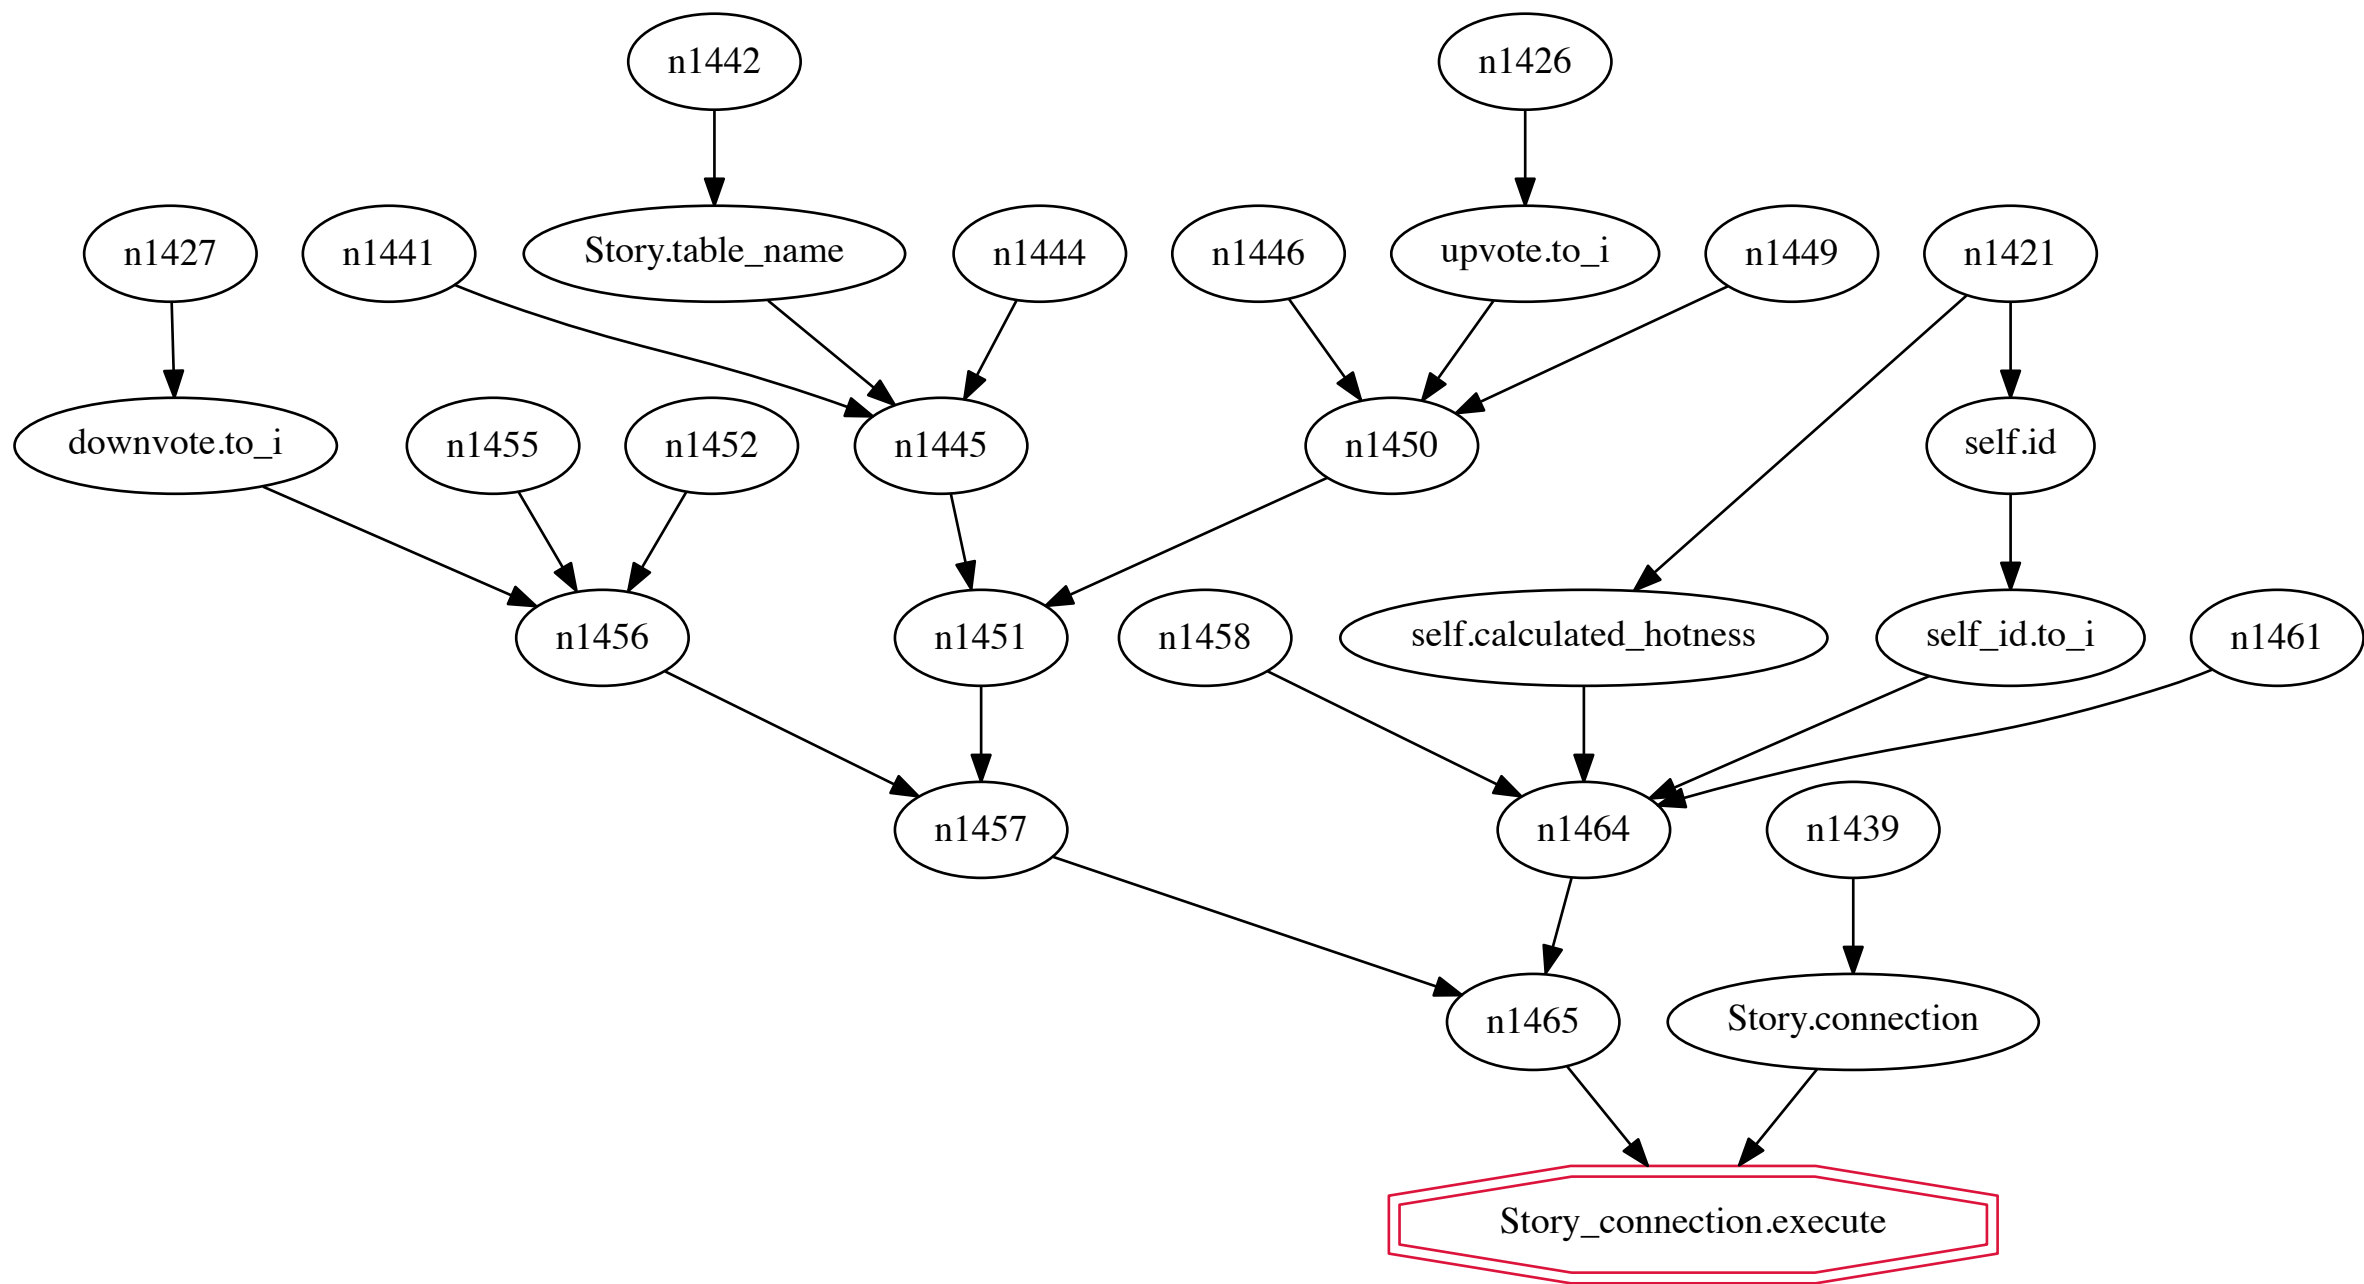 n1442
n1426
n1427
n1441
Story.table_name
n1444
n1446
upvote.to_i
n1449
n1421
downvote.to_i
n1455
n1452
n1445
n1450
self.id
n1456
n1451
n1458
self.calculated_hotness
self_id.to_i
n1461
n1457
n1464
n1439
n1465
Story.connection
Story_connection.execute